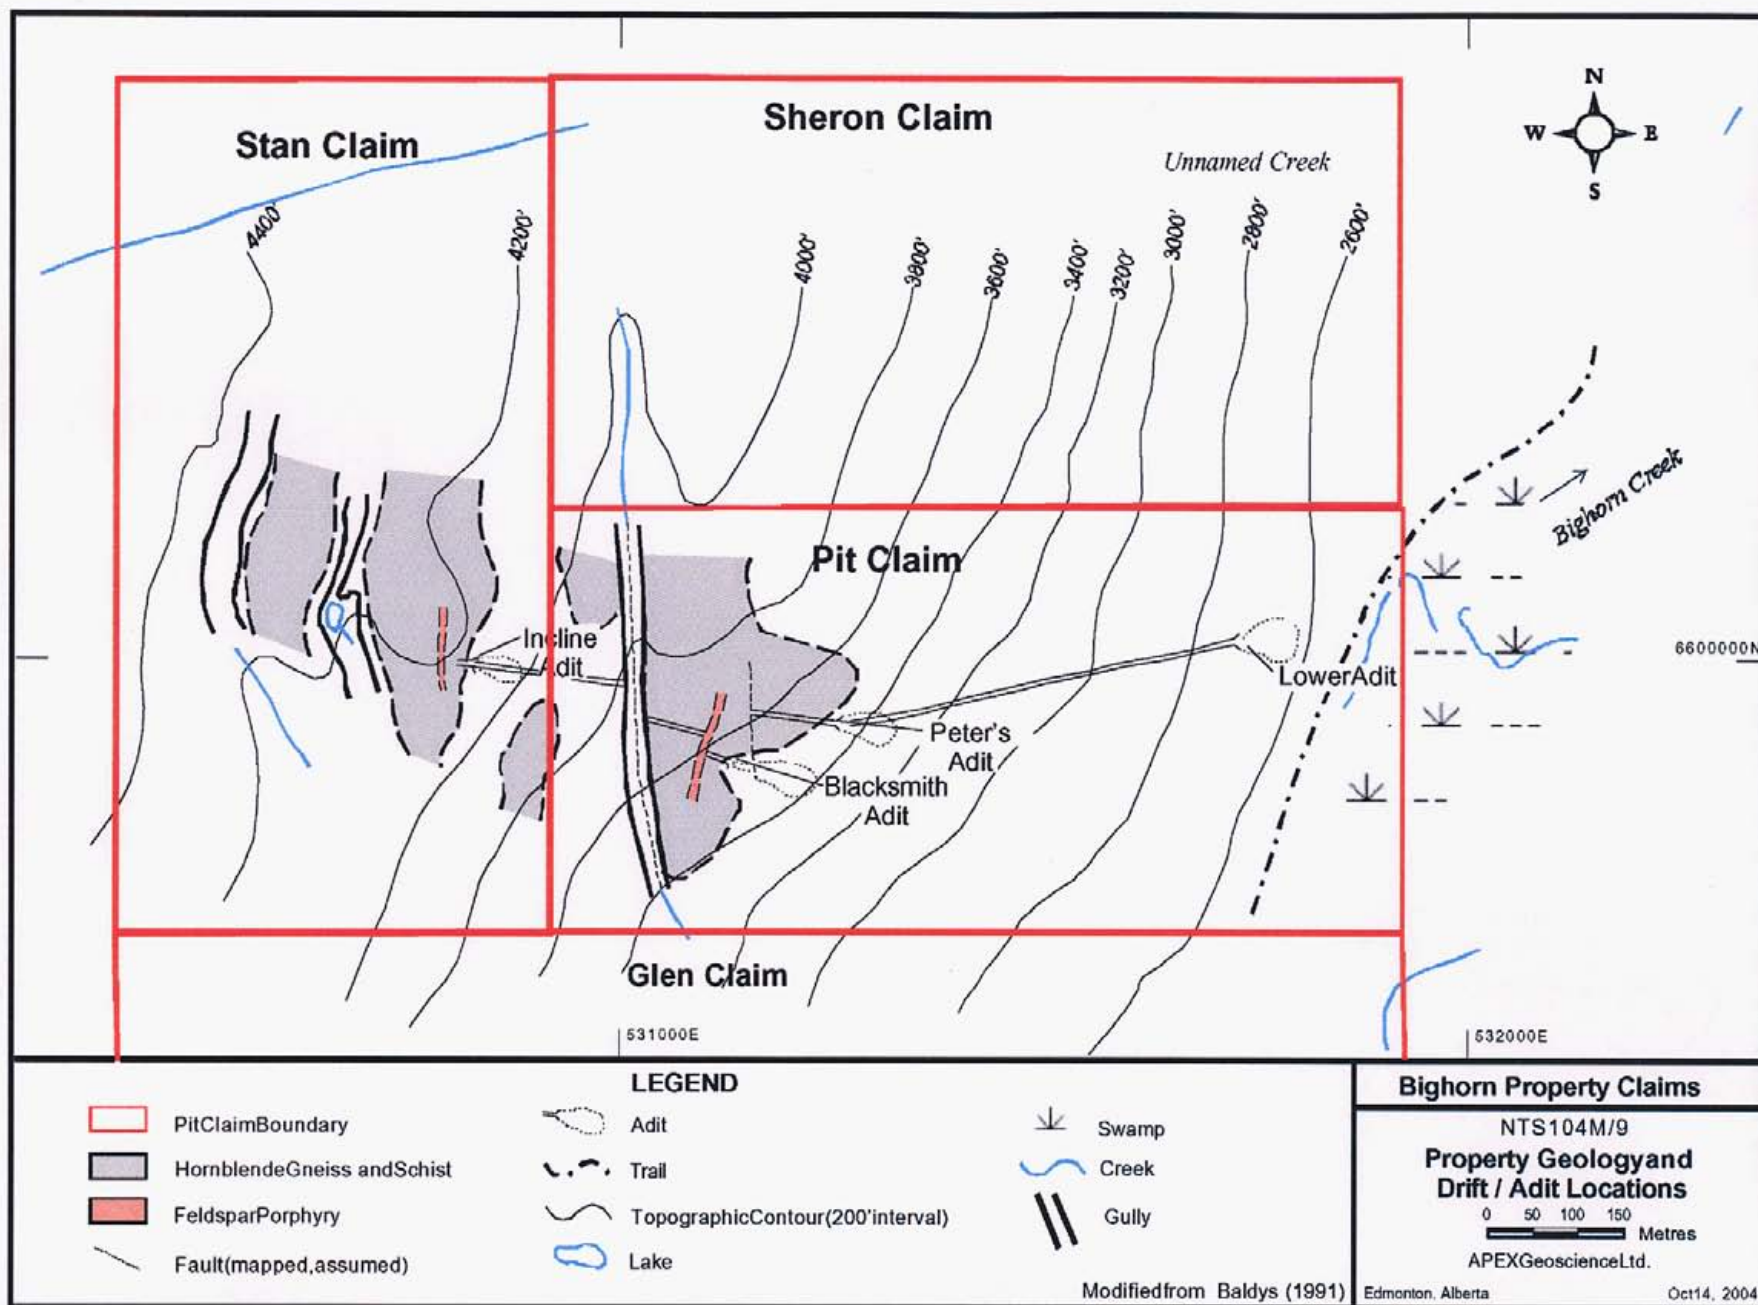 N
W E
S
Stan Claim
Sheron Claim
Unnamed Creek
4400'
4200'
4000'
3800'
3600'
3400'
3200'
3000'
2800'
2600'
Bighorn Creek
Pit Claim
Incline
Adit
LowerAdit
6600000N
Peter's
Adit
Blacksmith
Adit
Glen Claim
531000E
532000E
LEGEND
PitClaimBoundary
HornblendeGneiss andSchist
FeldsparPorphyry
Fault(mapped,assumed)
Adit
Trail
TopographicContour(200'interval)
Lake
Swamp
Creek
Gully
Modifiedfrom Baldys (1991)
Bighorn Property Claims
NTS104M/9
Property Geologyand
Drift / Adit Locations
0 50 100 150
Metres
APEXGeoscienceLtd.
Edmonton, Alberta Oct14, 2004